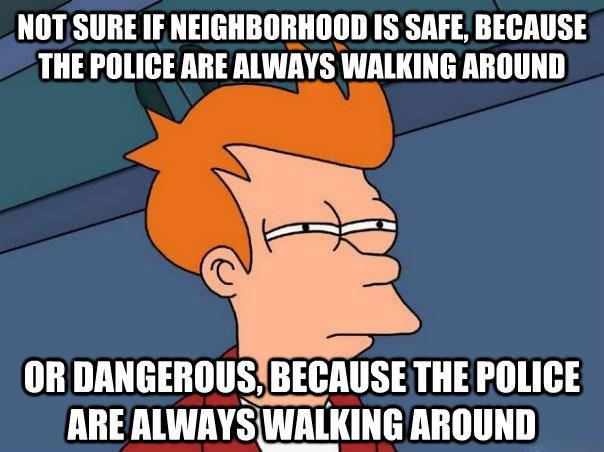 NOT SURE IF NEIGHBORHOOD IS SAFE, BECAUSE
THE POLICE ARE ALWAYS WALKING AROUND
OR DANGEROUS, BECAUSE THE POLICE
ARE ALWAYS WALKING AROUND